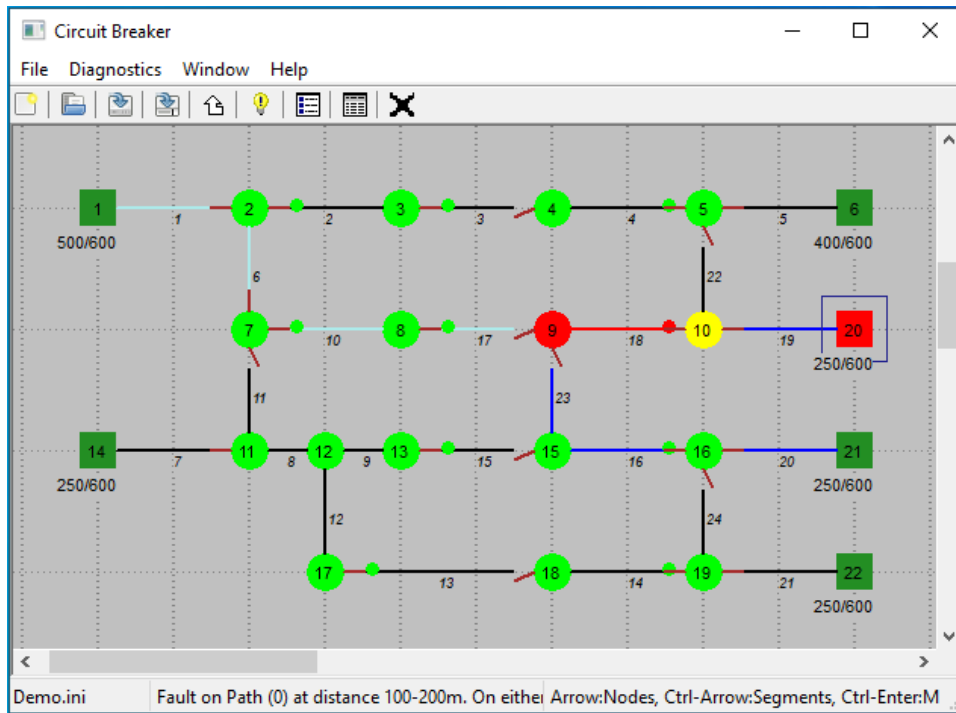 Circuit Breaker
File Diagnostics Window Help
1 2 3 4 5 6
1 2 3 4 5
500/600 400/600
6 22
7 8 9 10 20
10 17 18 19
250/600
11 23
14 11 12 13 15 16 21
7 8 9 15 16 20
250/600 250/600
12 24
17 18 19 22
13 14 21
250/600
Demo.ini Fault on Path (0) at distance 100-200m. On either Arrow:Nodes, Ctrl-Arrow:Segments, Ctrl-Enter:M